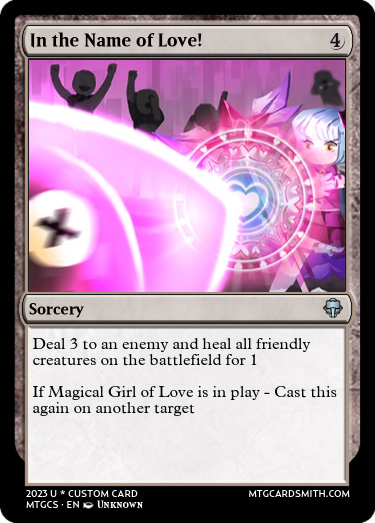 In the Name of Love! 4
Sorcery
Deal 3 to an enemy and heal all friendly
creatures on the battlefield for 1
If Magical Girl of Love is in play - Cast this
again on another target
2023 U * CUSTOM CARD
MTGCS · EN Unknown
MTGCARDSMITH.COM